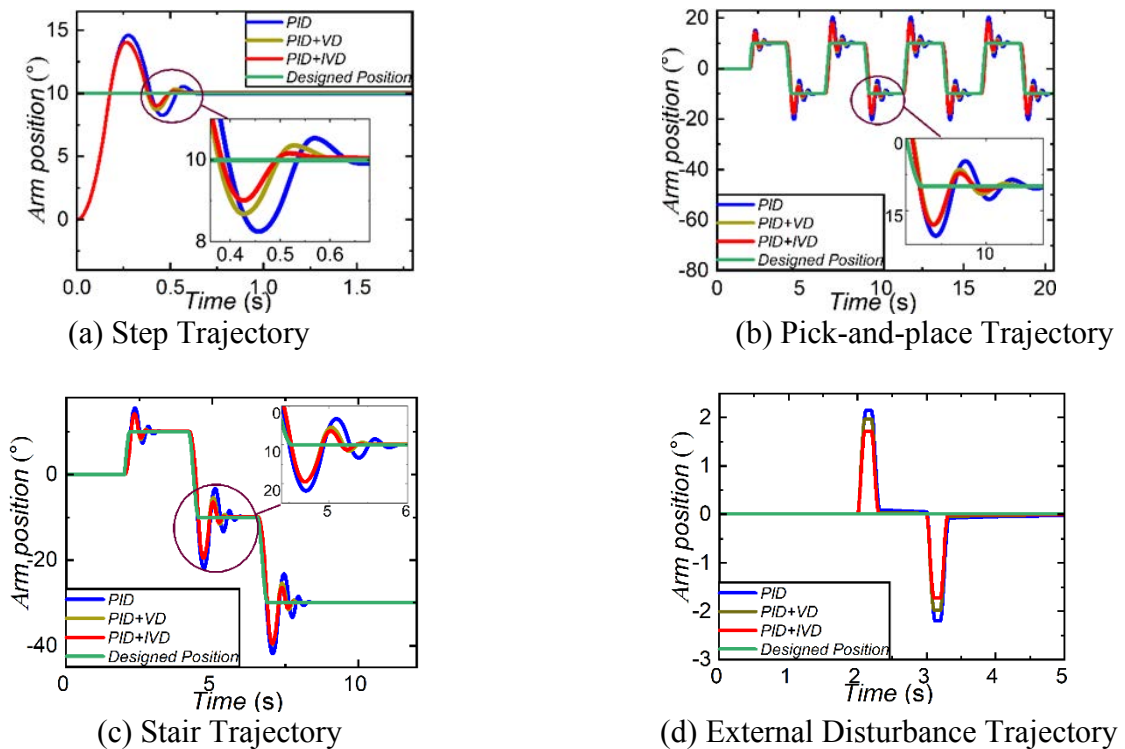 PID
PID+VD
PID+IVD
Designed Position
Arm position (°)
15
10
5
0
10
8
0.4 0.5 0.6
0.0 0.5 1.0 1.5
Time (s)
(a) Step Trajectory
Arm position (°)
20
0
-20
-40
-60
-80
0
15
10
PID
PID+VD
PID+IVD
Designed Position
0 5 10 15 20
Time (s)
(b) Pick-and-place Trajectory
Arm position (°)
0
-20
-40
0
10
20
5 6
PID
PID+VD
PID+IVD
Designed Position
0 5 10
Time (s)
(c) Stair Trajectory
Arm position (°)
2
1
0
-1
-2
-3
PID
PID+VD
PID+IVD
Designed Position
0 1 2 3 4 5
Time (s)
(d) External Disturbance Trajectory